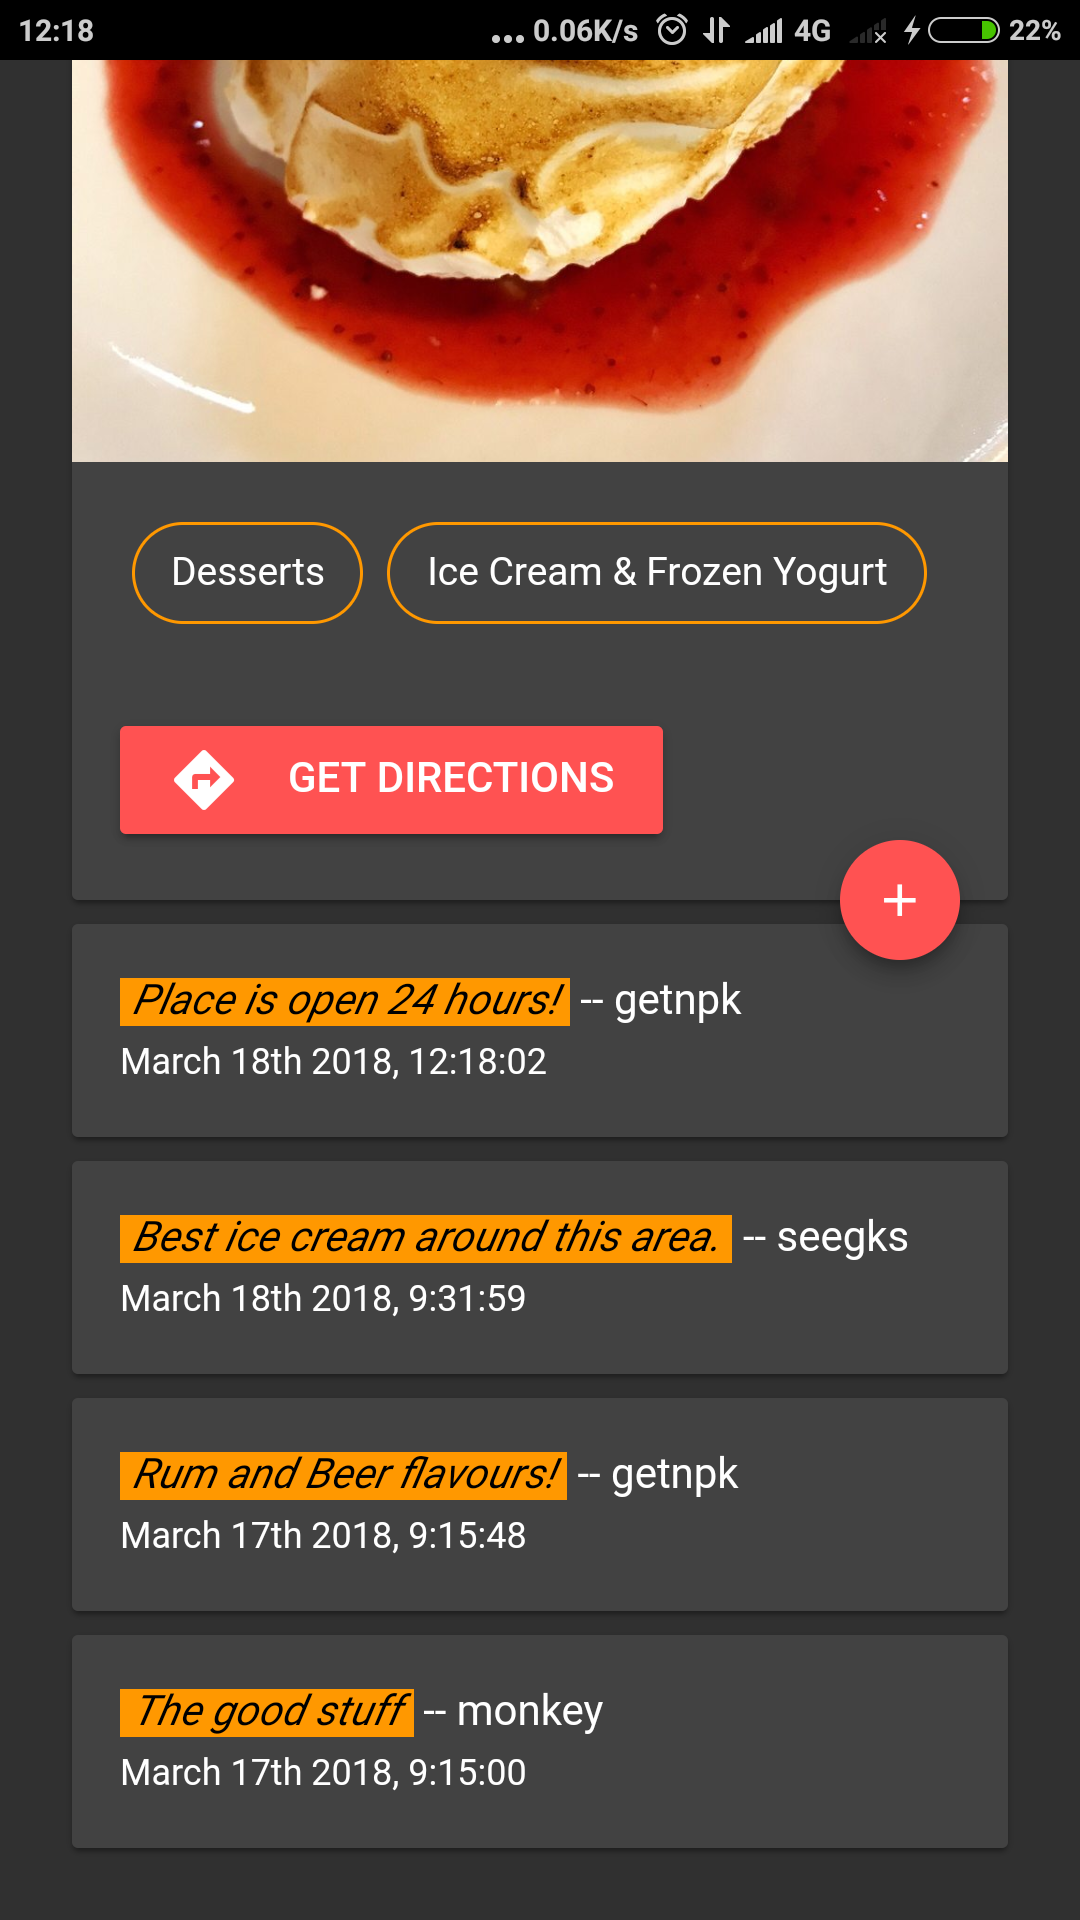 12:18 ... 0.06K/s 4G 22%
Desserts Ice Cream & Frozen Yogurt
GET DIRECTIONS
+
Place is open 24 hours! -- getnpk
March 18th 2018, 12:18:02
Best ice cream around this area. -- seegks
March 18th 2018, 9:31:59
Rum and Beer flavours! -- getnpk
March 17th 2018, 9:15:48
The good stuff -- monkey
March 17th 2018, 9:15:00